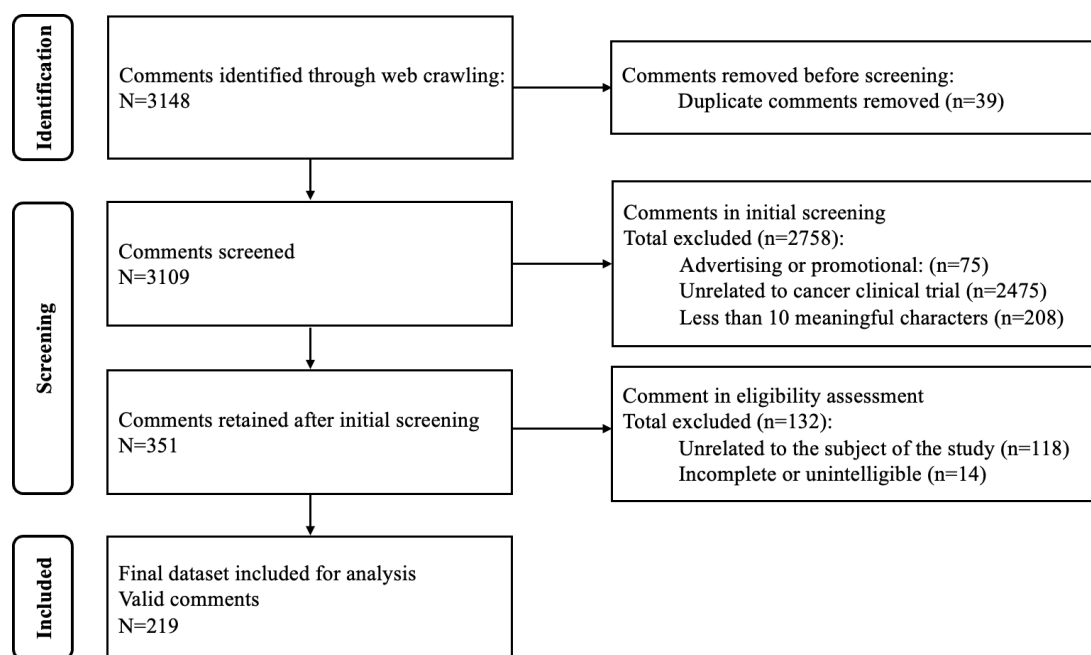 Identification
Comments identified through web crawling:
N=3148
Comments removed before screening:
Duplicate comments removed (n=39)
Screening
Comments screened
N=3109
Comments in initial screening
Total excluded (n=2758):
Advertising or promotional: (n=75)
Unrelated to cancer clinical trial (n=2475)
Less than 10 meaningful characters (n=208)
Comments retained after initial screening
N=351
Comment in eligibility assessment
Total excluded (n=132):
Unrelated to the subject of the study (n=118)
Incomplete or unintelligible (n=14)
Included
Final dataset included for analysis
Valid comments
N=219